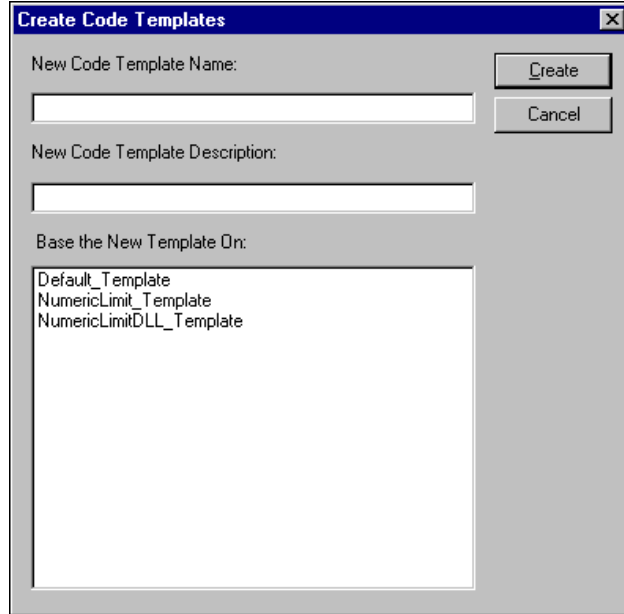 Create Code Templates
New Code Template Name:
Create
Cancel
New Code Template Description:
Base the New Template On:
Default_Template
NumericLimit_Template
NumericLimitDLL_Template